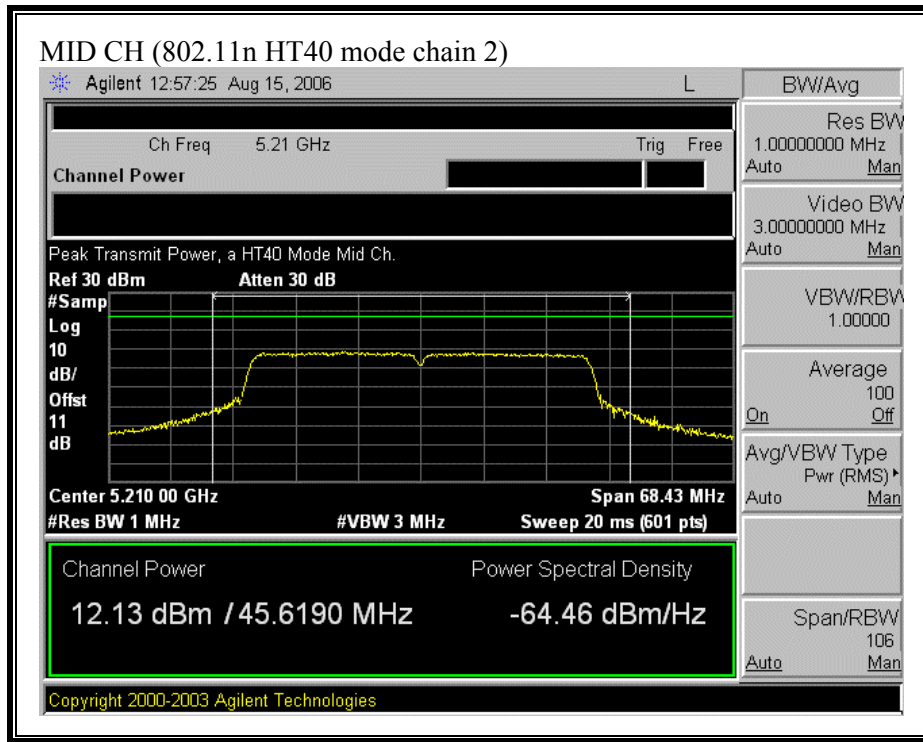 MID CH (802.11n HT40 mode chain 2)
Agilent 12:57:25 Aug 15, 2006 L
BW/Avg
Ch Freq 5.21 GHz Trig Free
Channel Power
Res BW
1.00000000 MHz
Auto Man
Video BW
3.00000000 MHz
Auto Man
Peak Transmit Power, a HT40 Mode Mid Ch.
Ref 30 dBm Atten 30 dB
#Samp
Log
10
dB/
Offst
11
dB
VBW/RBW
1.00000
Average
100
On Off
Avg/VBW Type
Pwr (RMS)
Auto Man
Center 5.210 00 GHz Span 68.43 MHz
#Res BW 1 MHz #VBW 3 MHz Sweep 20 ms (601 pts)
Channel Power Power Spectral Density
12.13 dBm / 45.6190 MHz -64.46 dBm/Hz
Span/RBW
106
Auto Man
Copyright 2000-2003 Agilent Technologies